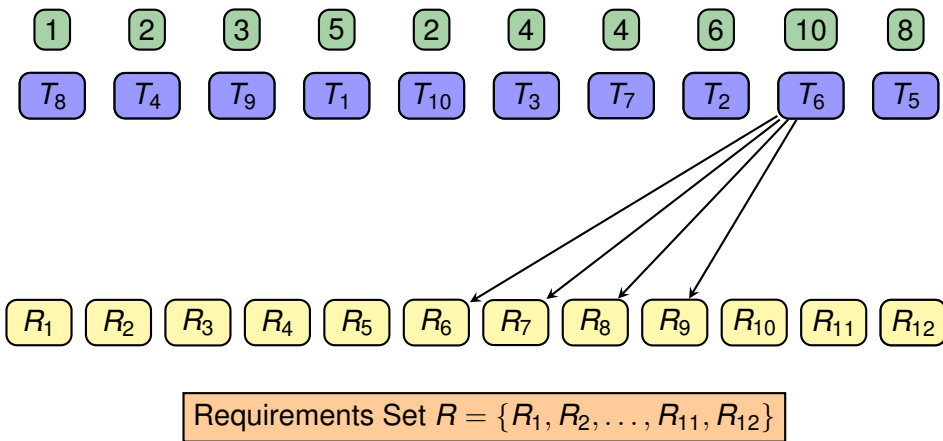 1 2 3 5 2 4 4 6 10 8
T₈ T₄ T₉ T₁ T₁₀ T₃ T₇ T₂ T₆ T₅
R₁ R₂ R₃ R₄ R₅ R₆ R₇ R₈ R₉ R₁₀ R₁₁ R₁₂
Requirements Set R = {R₁, R₂, . . . , R₁₁, R₁₂}